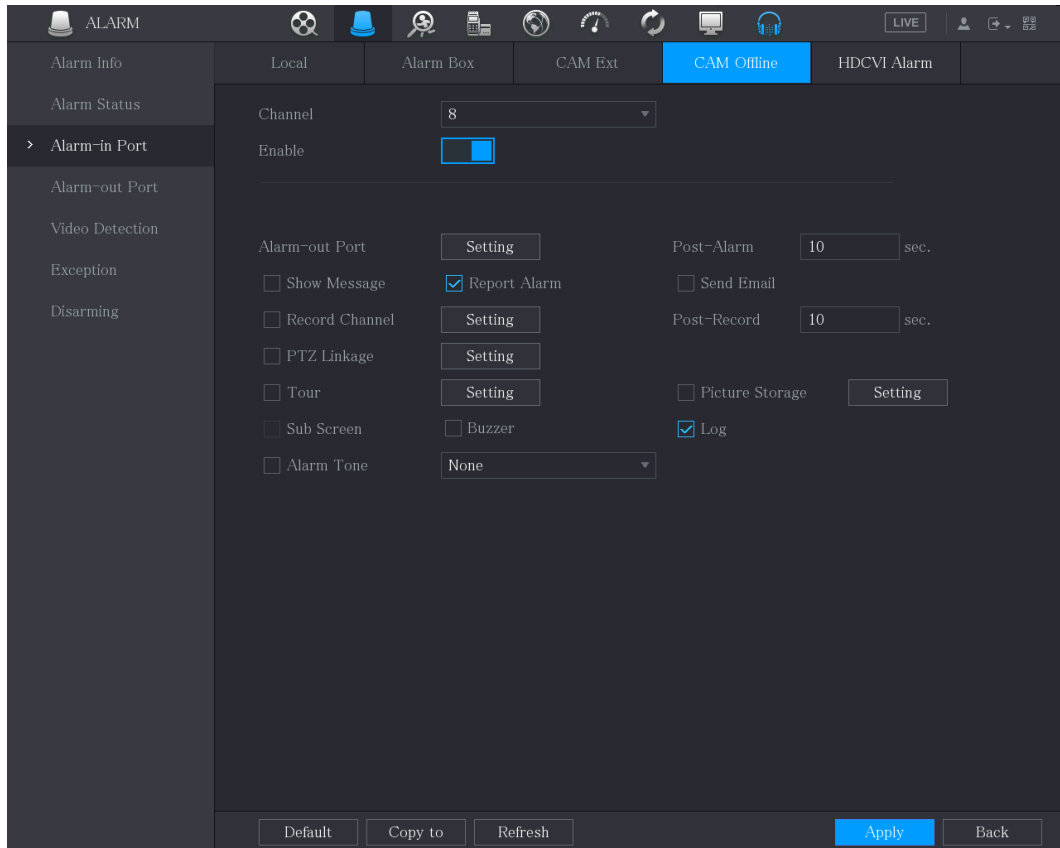 ALARM LIVE
Alarm Info
Alarm Status
Alarm-in Port
Alarm-out Port
Video Detection
Exception
Disarming
Local Alarm Box CAM Ext CAM Offline HDCVI Alarm
Channel 8
Enable
Alarm-out Port Setting Post-Alarm 10 sec.
Show Message Report Alarm Send Email
Record Channel Setting Post-Record 10 sec.
PTZ Linkage Setting
Tour Setting Picture Storage Setting
Sub Screen Buzzer Log
Alarm Tone None
Default Copy to Refresh Apply Back